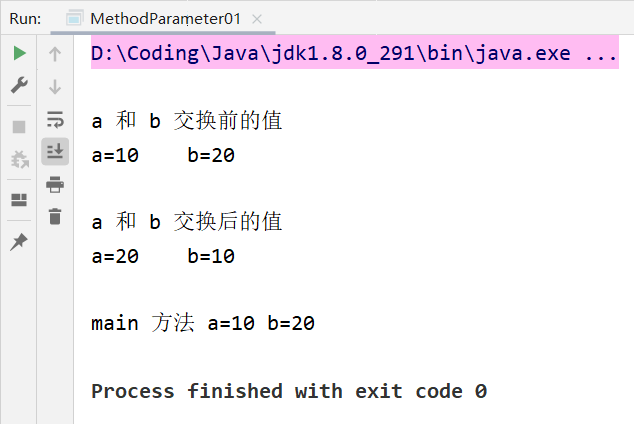 Run: MethodParameter01
D:\Coding\Java\jdk1.8.0_291\bin\java.exe ...
a 和 b 交换前的值
a=10    b=20
a 和 b 交换后的值
a=20    b=10
main 方法 a=10 b=20
Process finished with exit code 0